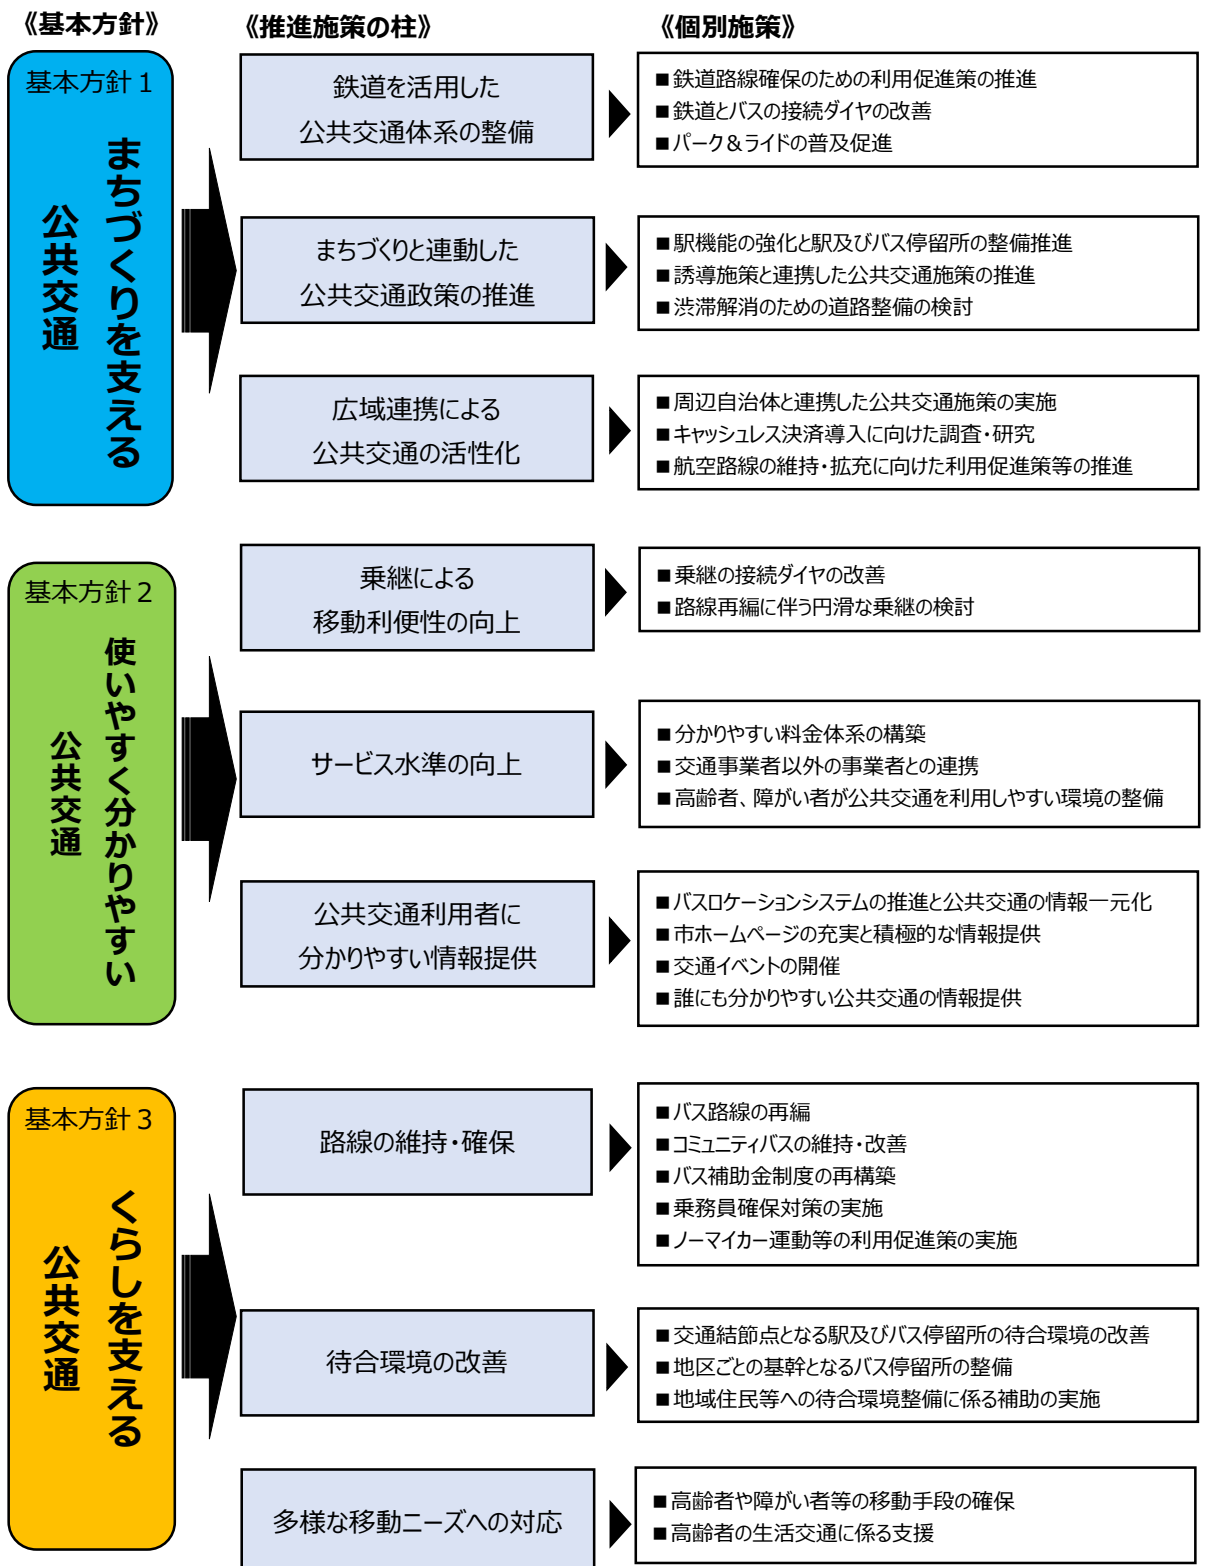 《基本方針》
《推進施策の柱》
《個別施策》
基本方針１
まちづくりを支える
公共交通
鉄道を活用した
公共交通体系の整備
■鉄道路線確保のための利用促進策の推進
■鉄道とバスの接続ダイヤの改善
■パーク＆ライドの普及促進
まちづくりと連動した
公共交通政策の推進
■駅機能の強化と駅及びバス停留所の整備推進
■誘導施策と連携した公共交通施策の推進
■渋滞解消のための道路整備の検討
広域連携による
公共交通の活性化
■周辺自治体と連携した公共交通施策の実施
■キャッシュレス決済導入に向けた調査・研究
■航空路線の維持・拡充に向けた利用促進策等の推進
基本方針２
使いやすく分かりやすい
公共交通
乗継による
移動利便性の向上
■乗継の接続ダイヤの改善
■路線再編に伴う円滑な乗継の検討
サービス水準の向上
■分かりやすい料金体系の構築
■交通事業者以外の事業者との連携
■高齢者、障がい者が公共交通を利用しやすい環境の整備
公共交通利用者に
分かりやすい情報提供
■バスロケーションシステムの推進と公共交通の情報一元化
■市ホームページの充実と積極的な情報提供
■交通イベントの開催
■誰にも分かりやすい公共交通の情報提供
基本方針３
くらしを支える
公共交通
路線の維持・確保
■バス路線の再編
■コミュニティバスの維持・改善
■バス補助金制度の再構築
■乗務員確保対策の実施
■ノーマイカー運動等の利用促進策の実施
待合環境の改善
■交通結節点となる駅及びバス停留所の待合環境の改善
■地区ごとの基幹となるバス停留所の整備
■地域住民等への待合環境整備に係る補助の実施
多様な移動ニーズへの対応
■高齢者や障がい者等の移動手段の確保
■高齢者の生活交通に係る支援